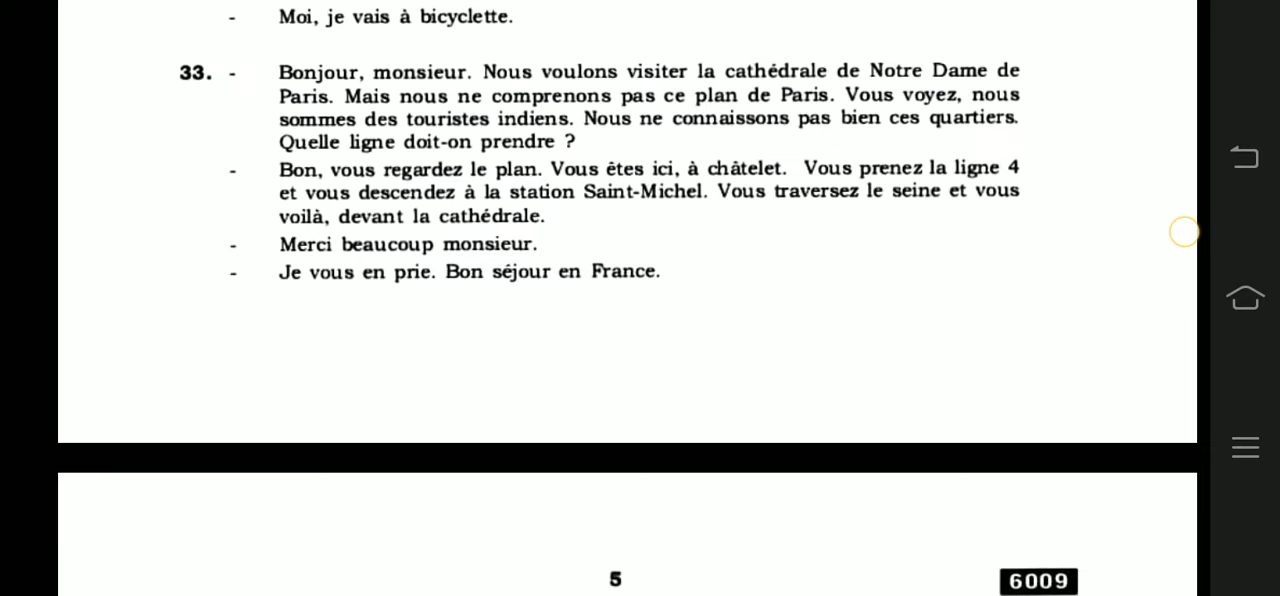 - Moi, je vais à bicyclette.
33. - Bonjour, monsieur. Nous voulons visiter la cathédrale de Notre Dame de
Paris. Mais nous ne comprenons pas ce plan de Paris. Vous voyez, nous
sommes des touristes indiens. Nous ne connaissons pas bien ces quartiers.
Quelle ligne doit-on prendre ?
- Bon, vous regardez le plan. Vous êtes ici, à châtelet. Vous prenez la ligne 4
et vous descendez à la station Saint-Michel. Vous traversez le seine et vous
voilà, devant la cathédrale.
- Merci beaucoup monsieur.
- Je vous en prie. Bon séjour en France.
5
6009